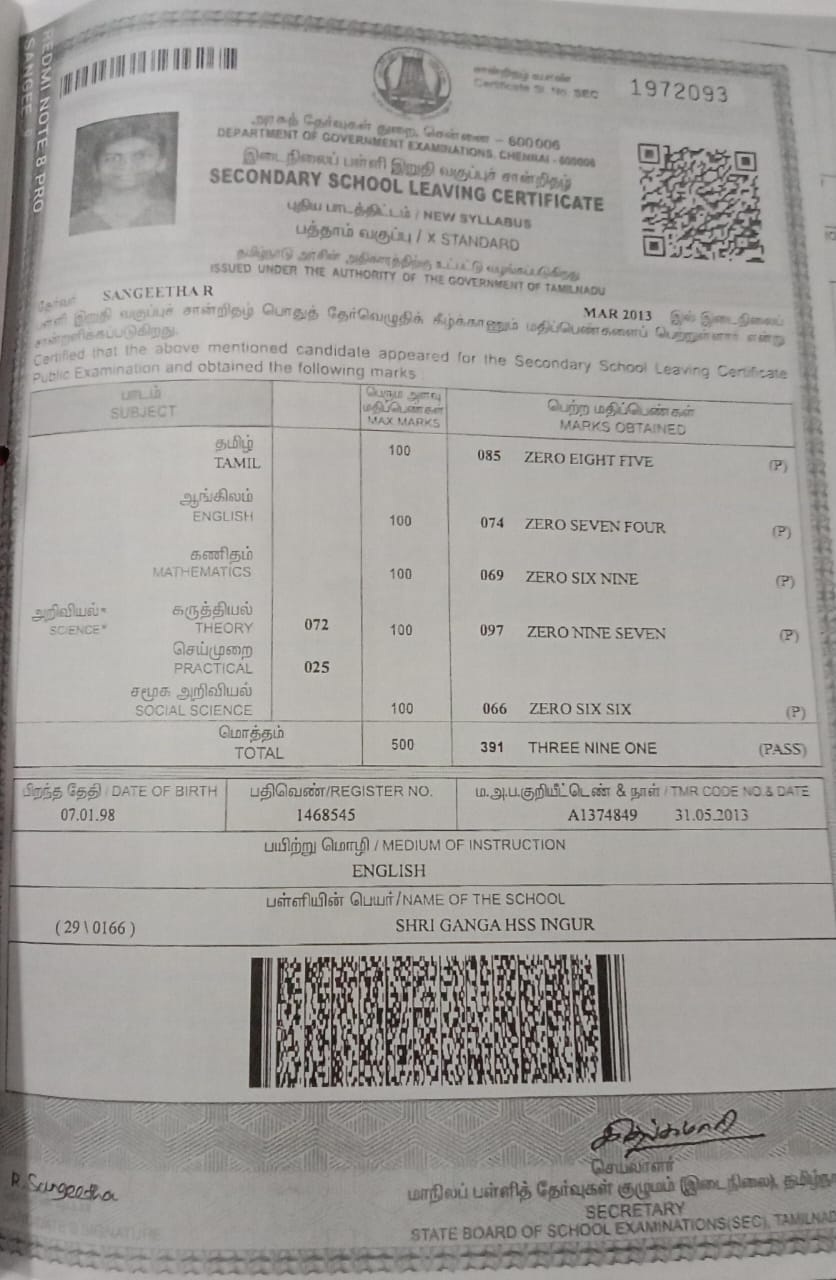 REDMI NOTE 8 PRO
SANGEE
சான்றிதழ் வரிசை எண்
Certificate Sl. No. SEC 1972093
அரசுத் தேர்வுகள் துறை, சென்னை - 600006
DEPARTMENT OF GOVERNMENT EXAMINATIONS, CHENNAI - 600006
இடைநிலைப் பள்ளி இறுதி வகுப்புச் சான்றிதழ்
SECONDARY SCHOOL LEAVING CERTIFICATE
புதிய பாடத்திட்டம் / NEW SYLLABUS
பத்தாம் வகுப்பு / X STANDARD
தமிழ்நாடு அரசின் அதிகாரத்திற்கு உட்பட்டு வழங்கப்படுகிறது
ISSUED UNDER THE AUTHORITY OF THE GOVERNMENT OF TAMILNADU
தேர்வர் SANGEETHA R MAR 2013 இல் இடைநிலைப்
பள்ளி இறுதி வகுப்புச் சான்றிதழ் பொதுத் தேர்வெழுதிக் கீழ்க்காணும் மதிப்பெண்களைப் பெற்றுள்ளார் என்று
சான்றளிக்கப்படுகிறது.
Certified that the above mentioned candidate appeared for the Secondary School Leaving Certificate
Public Examination and obtained the following marks
பாடம் பெரும அளவு மதிப்பெண்கள் பெற்ற மதிப்பெண்கள்
SUBJECT MAX MARKS MARKS OBTAINED
தமிழ்
TAMIL 100 085 ZERO EIGHT FIVE (P)
ஆங்கிலம்
ENGLISH 100 074 ZERO SEVEN FOUR (P)
கணிதம்
MATHEMATICS 100 069 ZERO SIX NINE (P)
அறிவியல்* கருத்தியல்
SCIENCE* THEORY 072 100 097 ZERO NINE SEVEN (P)
செய்முறை
PRACTICAL 025
சமூக அறிவியல்
SOCIAL SCIENCE 100 066 ZERO SIX SIX (P)
மொத்தம்
TOTAL 500 391 THREE NINE ONE (PASS)
பிறந்த தேதி / DATE OF BIRTH பதிவெண்/REGISTER NO. ம.அ.ப.குறியீட்டெண் & நாள் / TMR CODE NO.& DATE
07.01.98 1468545 A1374849 31.05.2013
பயிற்று மொழி / MEDIUM OF INSTRUCTION
ENGLISH
பள்ளியின் பெயர்/NAME OF THE SCHOOL
( 29 \ 0166 ) SHRI GANGA HSS INGUR
R. Sangeetha
SIGNATURE
செயலாளர்
மாநிலப் பள்ளித் தேர்வுகள் குழுமம் (இடைநிலை),
SECRETARY
STATE BOARD OF SCHOOL EXAMINATIONS(SEC), TAMILNAD